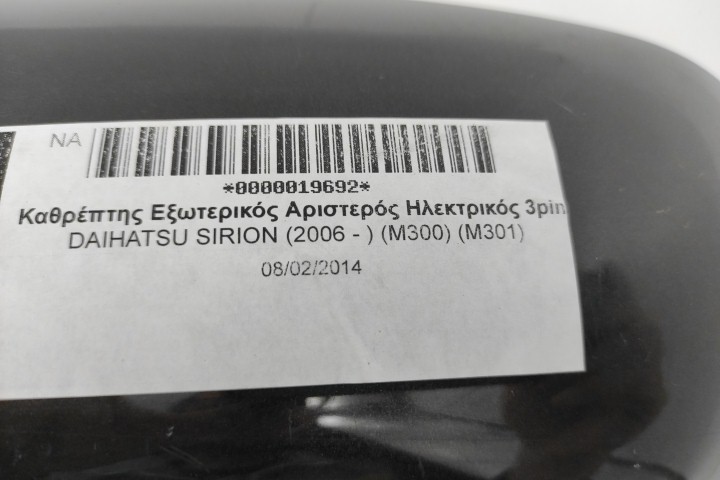 NA
*0000019692*
Καθρέπτης Εξωτερικός Αριστερός Ηλεκτρικός 3pin
DAIHATSU SIRION (2006 - ) (M300) (M301)
08/02/2014